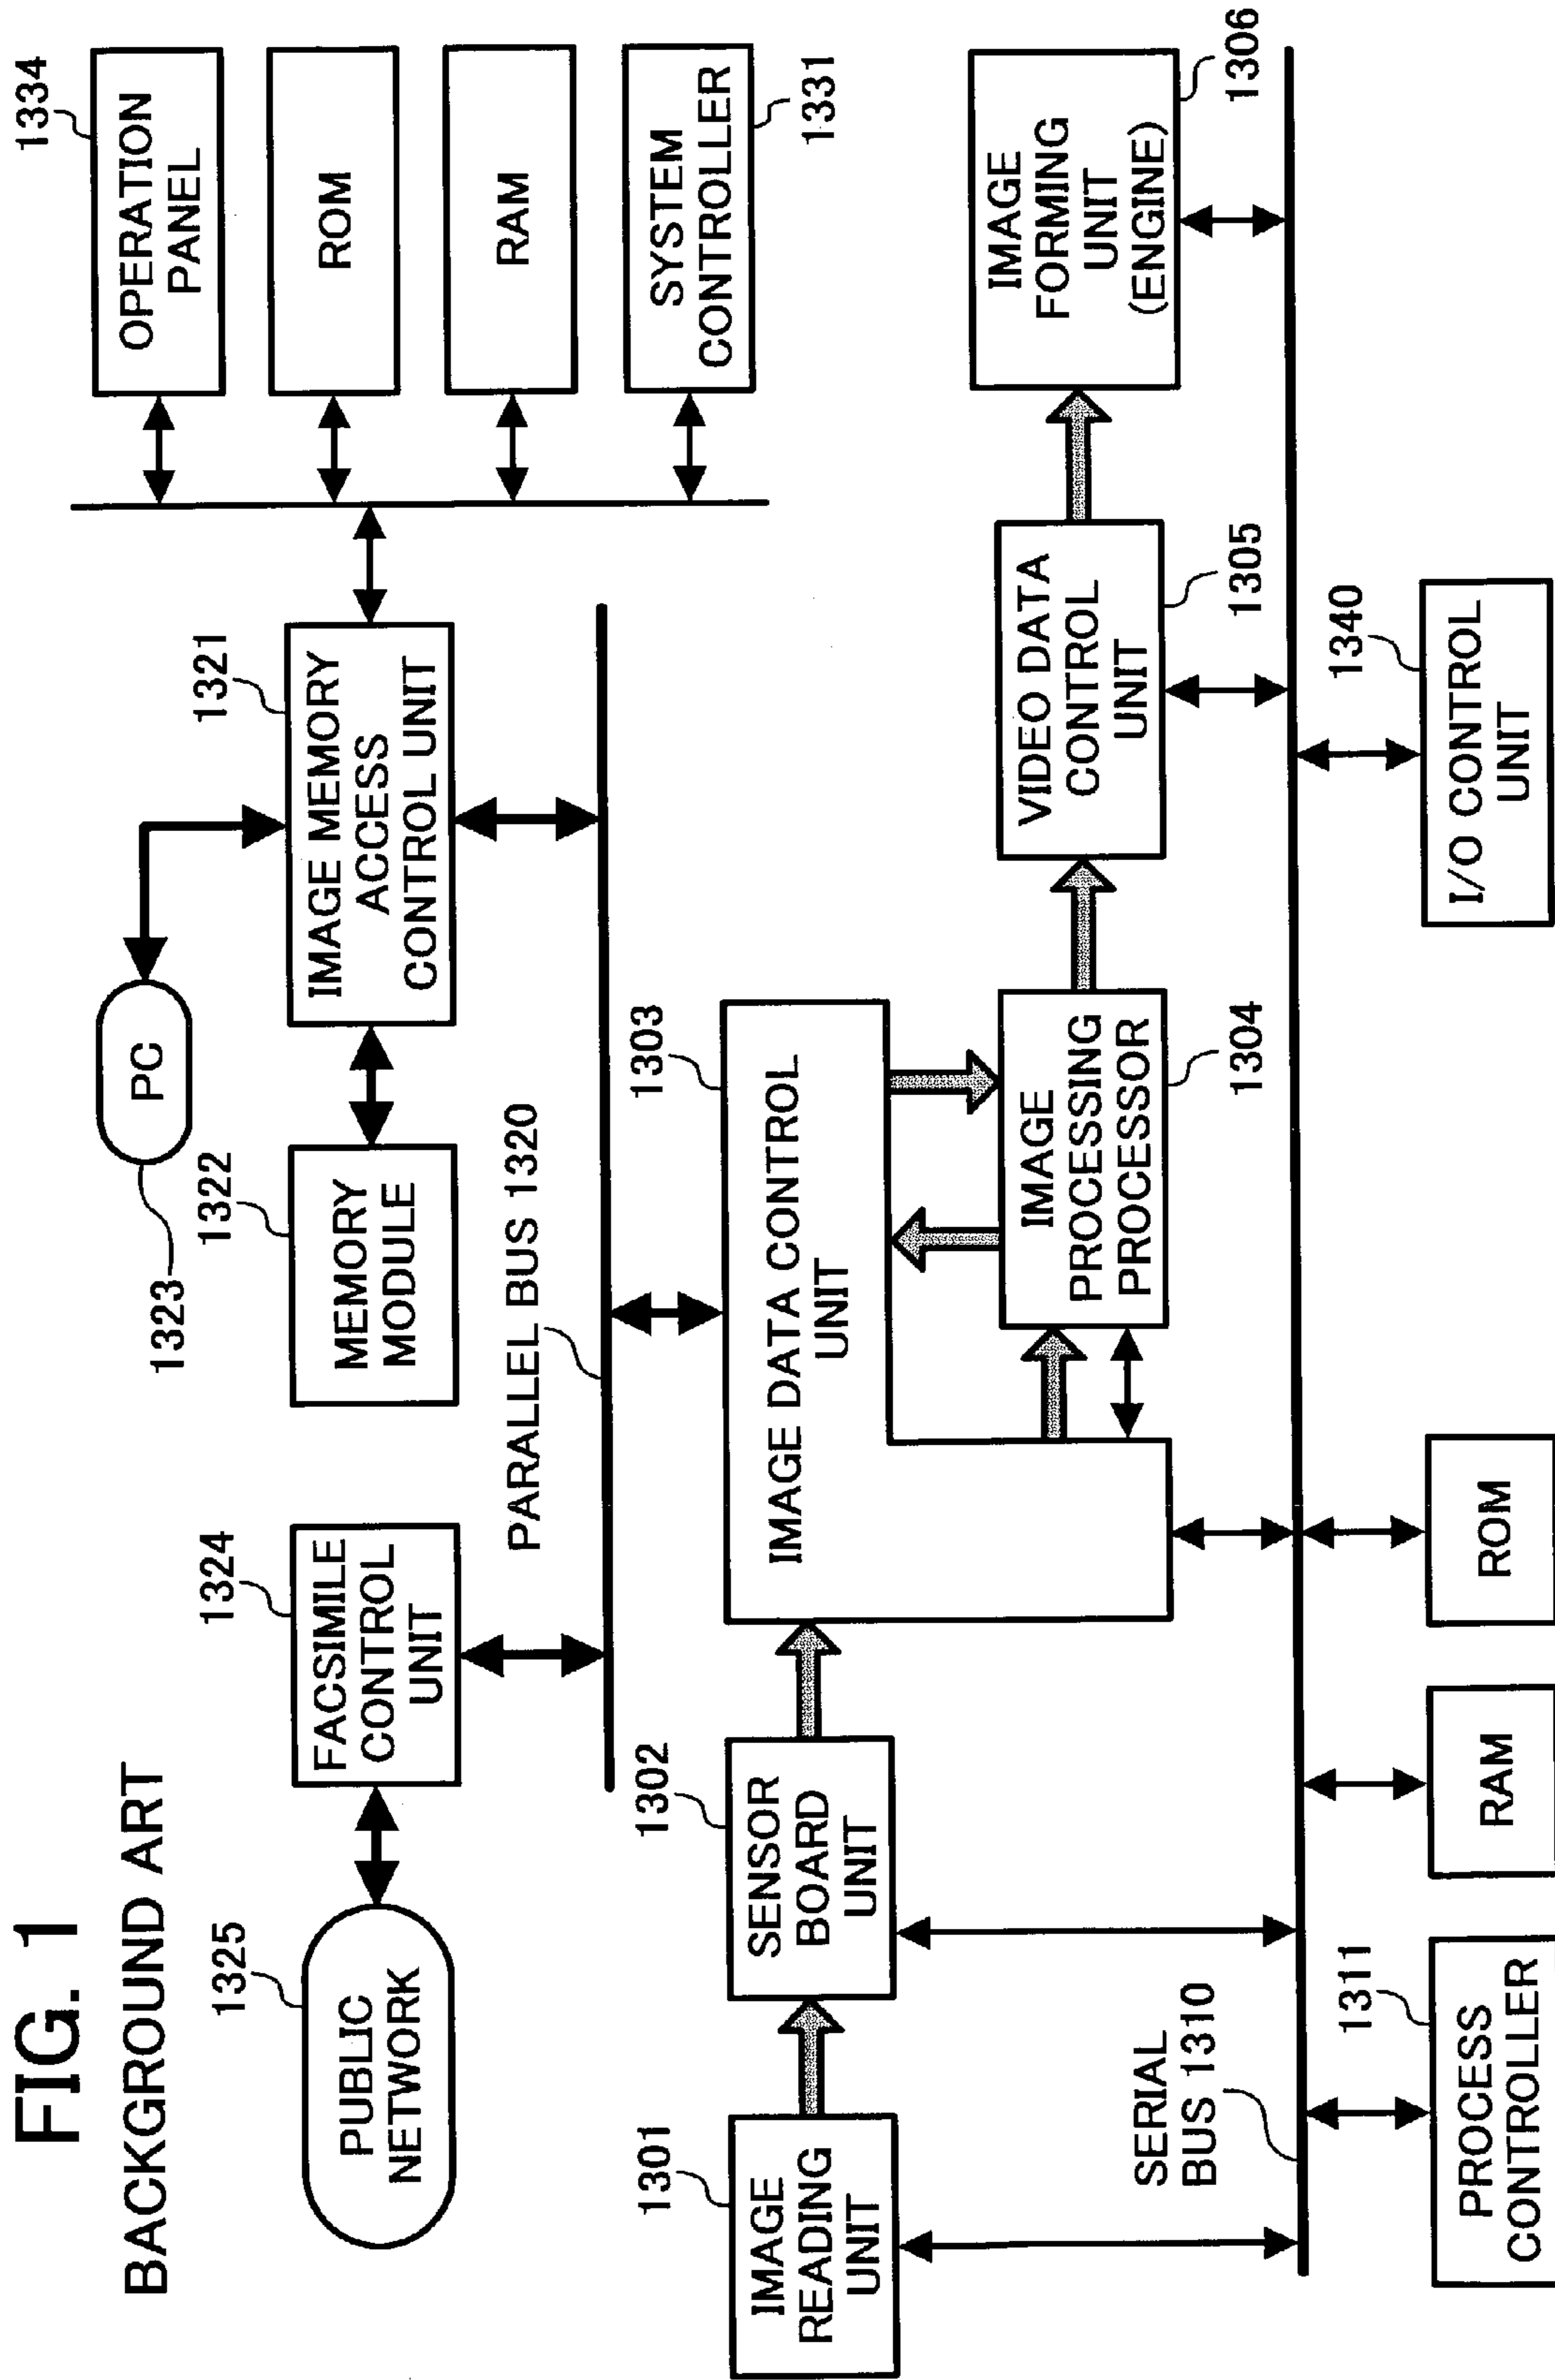 FIG. 1
BACKGROUND ART
1325
PUBLIC
NETWORK
1324
FACSIMILE
CONTROL
UNIT
1323
PC
1322
MEMORY
MODULE
1321
IMAGE MEMORY
ACCESS
CONTROL UNIT
1334
OPERATION
PANEL
ROM
RAM
SYSTEM
CONTROLLER
1331
PARALLEL BUS 1320
1301
IMAGE
READING
UNIT
1302
SENSOR
BOARD
UNIT
1303
IMAGE DATA CONTROL
UNIT
IMAGE
PROCESSING
PROCESSOR
1304
VIDEO DATA
CONTROL
UNIT
1305
IMAGE
FORMING
UNIT
(ENGINE)
1306
SERIAL
BUS 1310
1311
PROCESS
CONTROLLER
RAM
ROM
1340
I/O CONTROL
UNIT